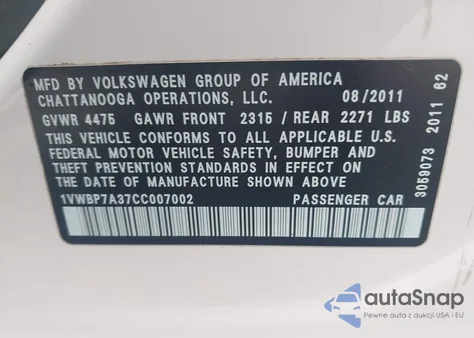 MFD BY VOLKSWAGEN GROUP OF AMERICA
CHATTANOOGA OPERATIONS, LLC. 08/2011
GVWR 4475 GAWR FRONT 2315 / REAR 2271 LBS
THIS VEHICLE CONFORMS TO ALL APPLICABLE U.S.
FEDERAL MOTOR VEHICLE SAFETY, BUMPER AND
THEFT PREVENTION STANDARDS IN EFFECT ON THE
DATE OF MANUFACTURE SHOWN ABOVE
1VWBP7A37CC007002 PASSENGER CAR
3059073 2011 62
autoSnap
Pewne auta z aukcji USA i EU